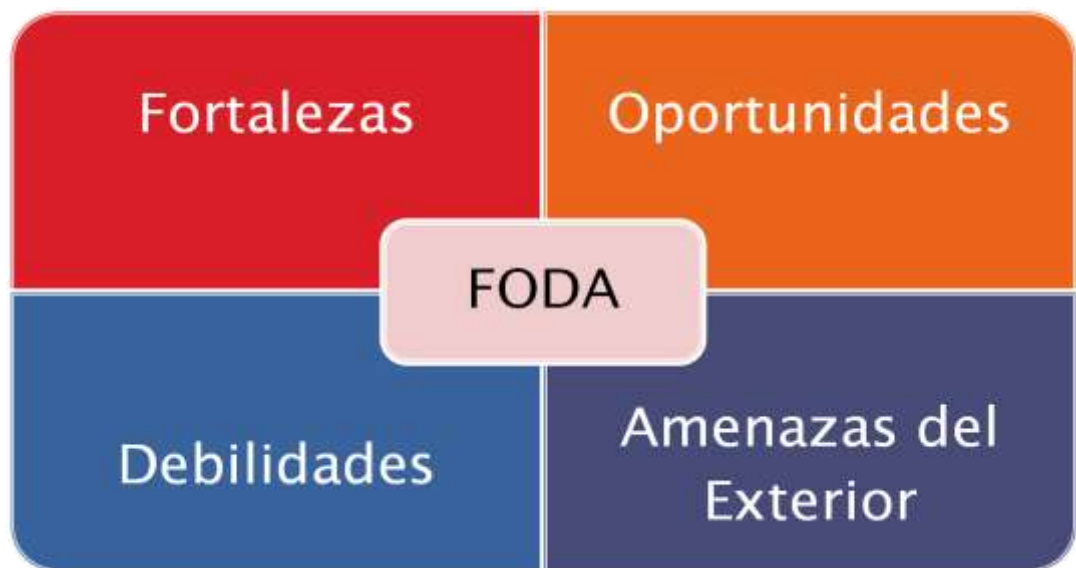 Fortalezas
Oportunidades
FODA
Debilidades
Amenazas del
Exterior